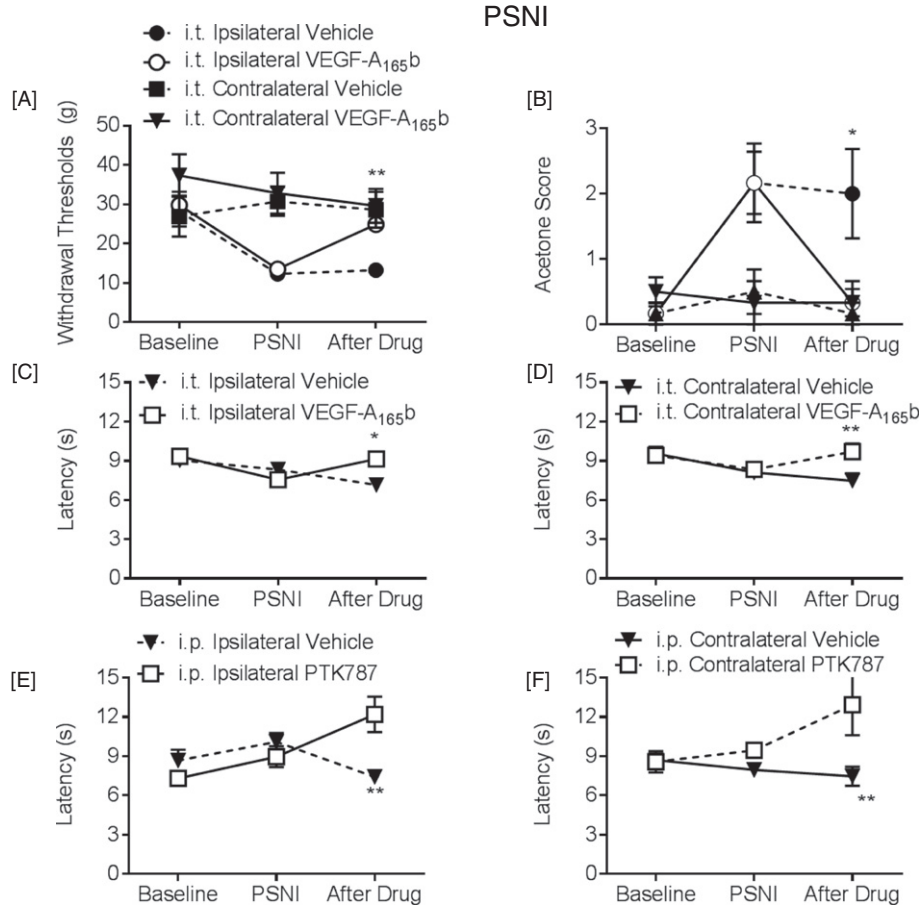 PSNI
i.t. Ipsilateral Vehicle
i.t. Ipsilateral VEGF-A165b
i.t. Contralateral Vehicle
i.t. Contralateral VEGF-A165b
[A]
Withdrawal Thresholds (g)
50
40
30
20
10
0
**
Baseline PSNI After Drug
[B]
Acetone Score
3
2
1
0
*
Baseline PSNI After Drug
[C]
i.t. Ipsilateral Vehicle
i.t. Ipsilateral VEGF-A165b
Latency (s)
15
12
9
6
3
0
*
Baseline PSNI After Drug
[D]
i.t. Contralateral Vehicle
i.t. Contralateral VEGF-A165b
Latency (s)
15
12
9
6
3
0
**
Baseline PSNI After Drug
[E]
i.p. Ipsilateral Vehicle
i.p. Ipsilateral PTK787
Latency (s)
15
12
9
6
3
0
**
Baseline PSNI After Drug
[F]
i.p. Contralateral Vehicle
i.p. Contralateral PTK787
Latency (s)
15
12
9
6
3
0
**
Baseline PSNI After Drug